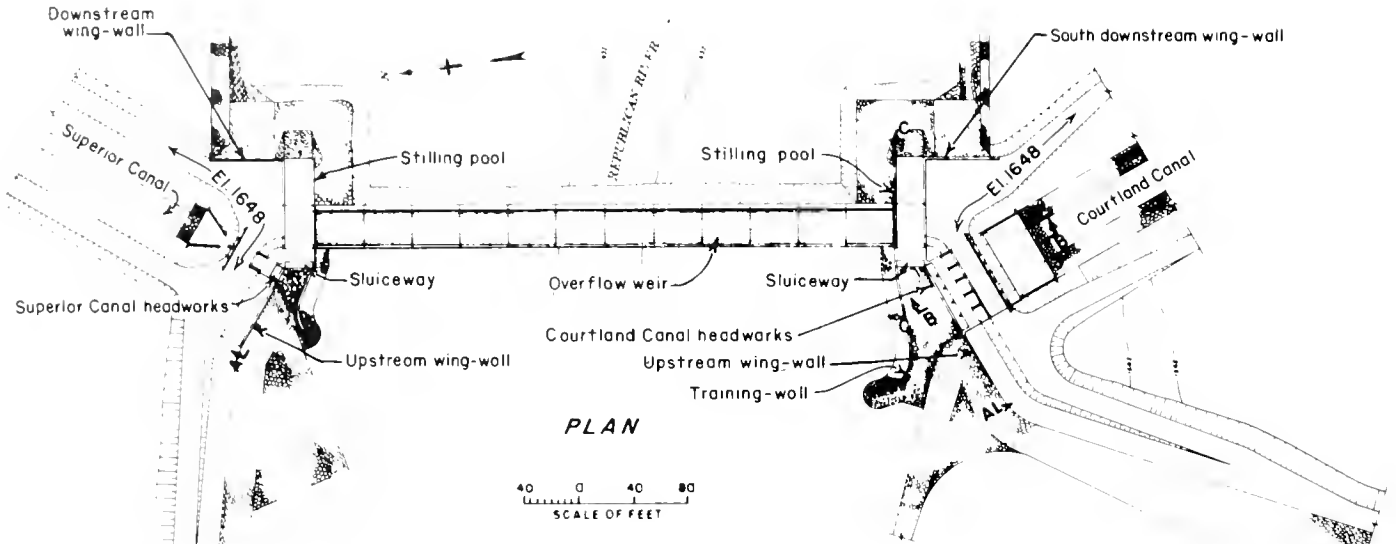 Downstream
wing-wall
South downstream wing-wall
REPUBLICAN RIVER
Superior Canal
El. 1648
Stilling pool
Stilling pool
C
El. 1648
Courtland Canal
Sluiceway
Overflow weir
Sluiceway
Superior Canal headworks
B
Courtland Canal headworks
Upstream wing-wall
Upstream wing-wall
Training-wall
PLAN
40 0 40 80
SCALE OF FEET